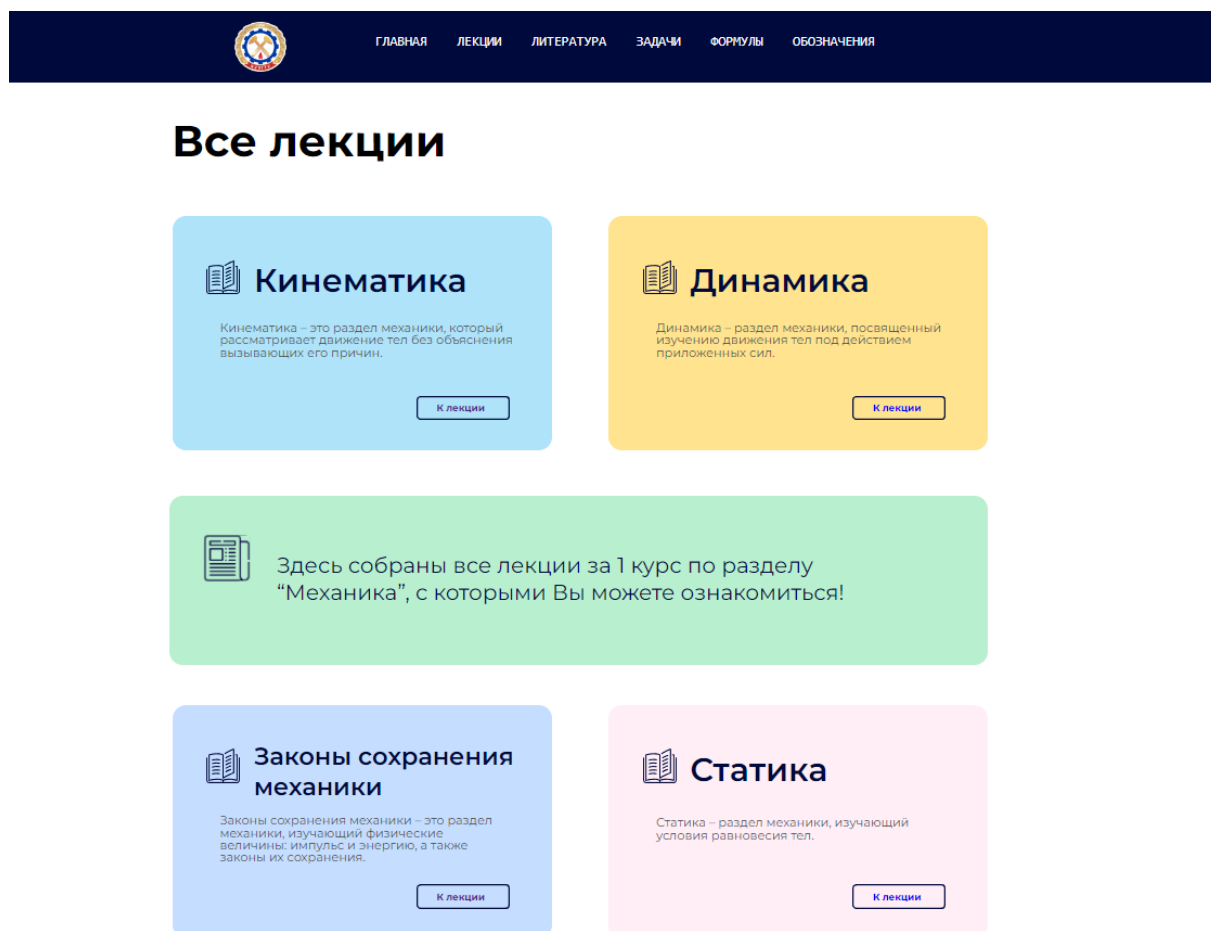 ГЛАВНАЯ ЛЕКЦИИ ЛИТЕРАТУРА ЗАДАЧИ ФОРМУЛЫ ОБОЗНАЧЕНИЯ
Все лекции
Кинематика
Кинематика – это раздел механики, который
рассматривает движение тел без объяснения
вызывающих его причин.
К лекции
Динамика
Динамика – раздел механики, посвященный
изучению движения тел под действием
приложенных сил.
К лекции
Здесь собраны все лекции за 1 курс по разделу
“Механика”, с которыми Вы можете ознакомиться!
Законы сохранения
механики
Законы сохранения механики – это раздел
механики, изучающий физические
величины: импульс и энергию, а также
законы их сохранения.
К лекции
Статика
Статика – раздел механики, изучающий
условия равновесия тел.
К лекции